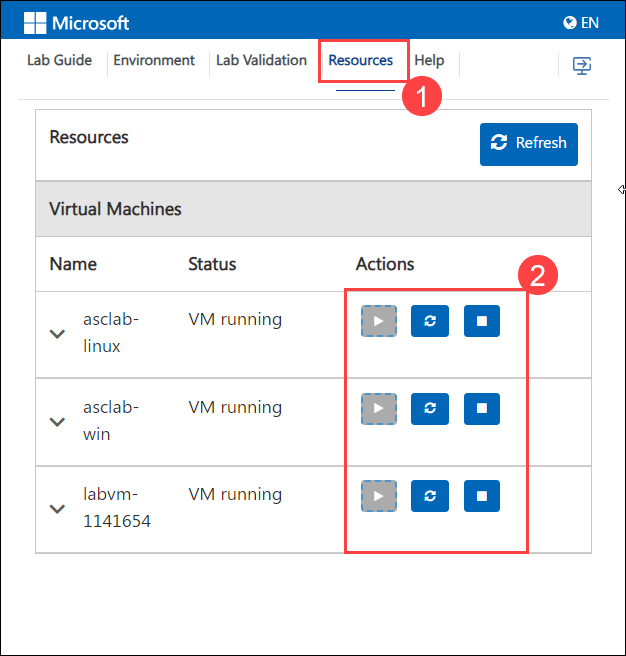 Microsoft EN
Lab Guide Environment Lab Validation Resources Help
1
Resources Refresh
Virtual Machines
Name Status Actions
2
asclab-
linux
VM running
asclab-
win
VM running
labvm-
1141654
VM running